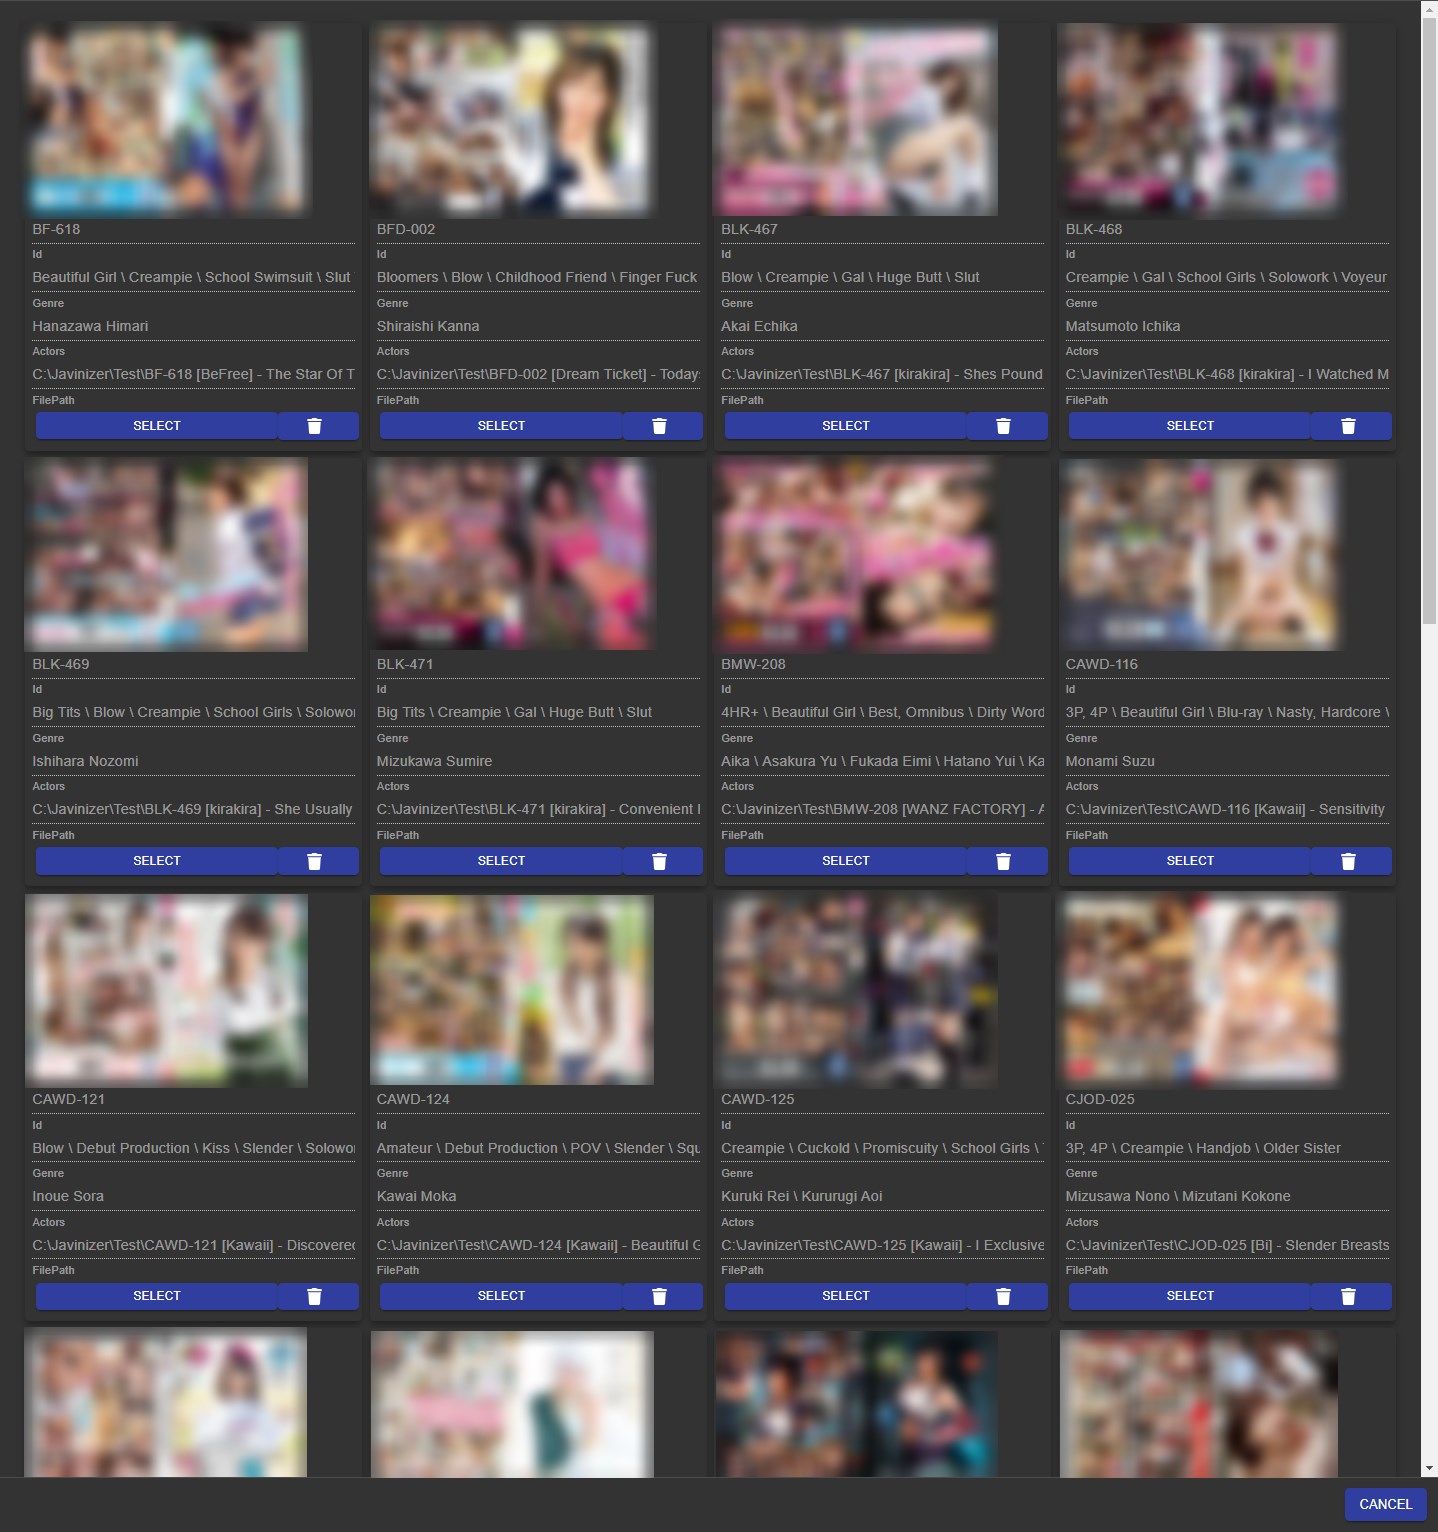 BF-618
Id
Beautiful Girl \ Creampie \ School Swimsuit \ Slut
Genre
Hanazawa Himari
Actors
C:\Javinizer\Test\BF-618 [BeFree] - The Star Of T
FilePath
SELECT
BFD-002
Id
Bloomers \ Blow \ Childhood Friend \ Finger Fuck
Genre
Shiraishi Kanna
Actors
C:\Javinizer\Test\BFD-002 [Dream Ticket] - Today
FilePath
SELECT
BLK-467
Id
Blow \ Creampie \ Gal \ Huge Butt \ Slut
Genre
Akai Echika
Actors
C:\Javinizer\Test\BLK-467 [kirakira] - Shes Pound
FilePath
SELECT
BLK-468
Id
Creampie \ Gal \ School Girls \ Solowork \ Voyeur
Genre
Matsumoto Ichika
Actors
C:\Javinizer\Test\BLK-468 [kirakira] - I Watched M
FilePath
SELECT
BLK-469
Id
Big Tits \ Blow \ Creampie \ School Girls \ Solowor
Genre
Ishihara Nozomi
Actors
C:\Javinizer\Test\BLK-469 [kirakira] - She Usually
FilePath
SELECT
BLK-471
Id
Big Tits \ Creampie \ Gal \ Huge Butt \ Slut
Genre
Mizukawa Sumire
Actors
C:\Javinizer\Test\BLK-471 [kirakira] - Convenient
FilePath
SELECT
BMW-208
Id
4HR+ \ Beautiful Girl \ Best, Omnibus \ Dirty Word
Genre
Aika \ Asakura Yu \ Fukada Eimi \ Hatano Yui \ Ka
Actors
C:\Javinizer\Test\BMW-208 [WANZ FACTORY] - A
FilePath
SELECT
CAWD-116
Id
3P, 4P \ Beautiful Girl \ Blu-ray \ Nasty, Hardcore \
Genre
Monami Suzu
Actors
C:\Javinizer\Test\CAWD-116 [Kawaii] - Sensitivity
FilePath
SELECT
CAWD-121
Id
Blow \ Debut Production \ Kiss \ Slender \ Solowor
Genre
Inoue Sora
Actors
C:\Javinizer\Test\CAWD-121 [Kawaii] - Discovered
FilePath
SELECT
CAWD-124
Id
Amateur \ Debut Production \ POV \ Slender \ Squ
Genre
Kawai Moka
Actors
C:\Javinizer\Test\CAWD-124 [Kawaii] - Beautiful G
FilePath
SELECT
CAWD-125
Id
Creampie \ Cuckold \ Promiscuity \ School Girls \
Genre
Kuruki Rei \ Kururugi Aoi
Actors
C:\Javinizer\Test\CAWD-125 [Kawaii] - I Exclusive
FilePath
SELECT
CJOD-025
Id
3P, 4P \ Creampie \ Handjob \ Older Sister
Genre
Mizusawa Nono \ Mizutani Kokone
Actors
C:\Javinizer\Test\CJOD-025 [Bi] - Slender Breasts
FilePath
SELECT
CANCEL